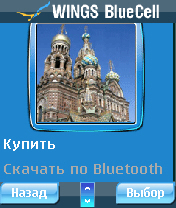 WINGS BlueCell
Купить
Скачать по Bluetooth
Назад
Выбор